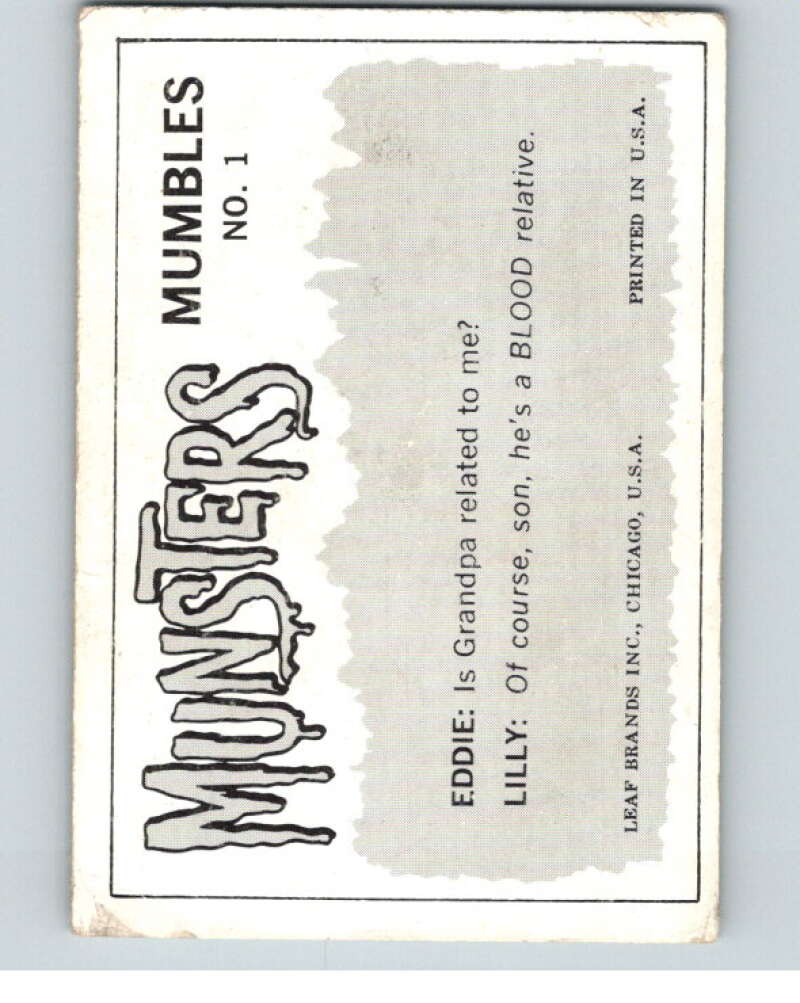 MUNSTERS MUMBLES
NO. 1
EDDIE: Is Grandpa related to me?
LILLY: Of course, son, he's a BLOOD relative.
LEAF BRANDS INC., CHICAGO, U.S.A. PRINTED IN U.S.A.